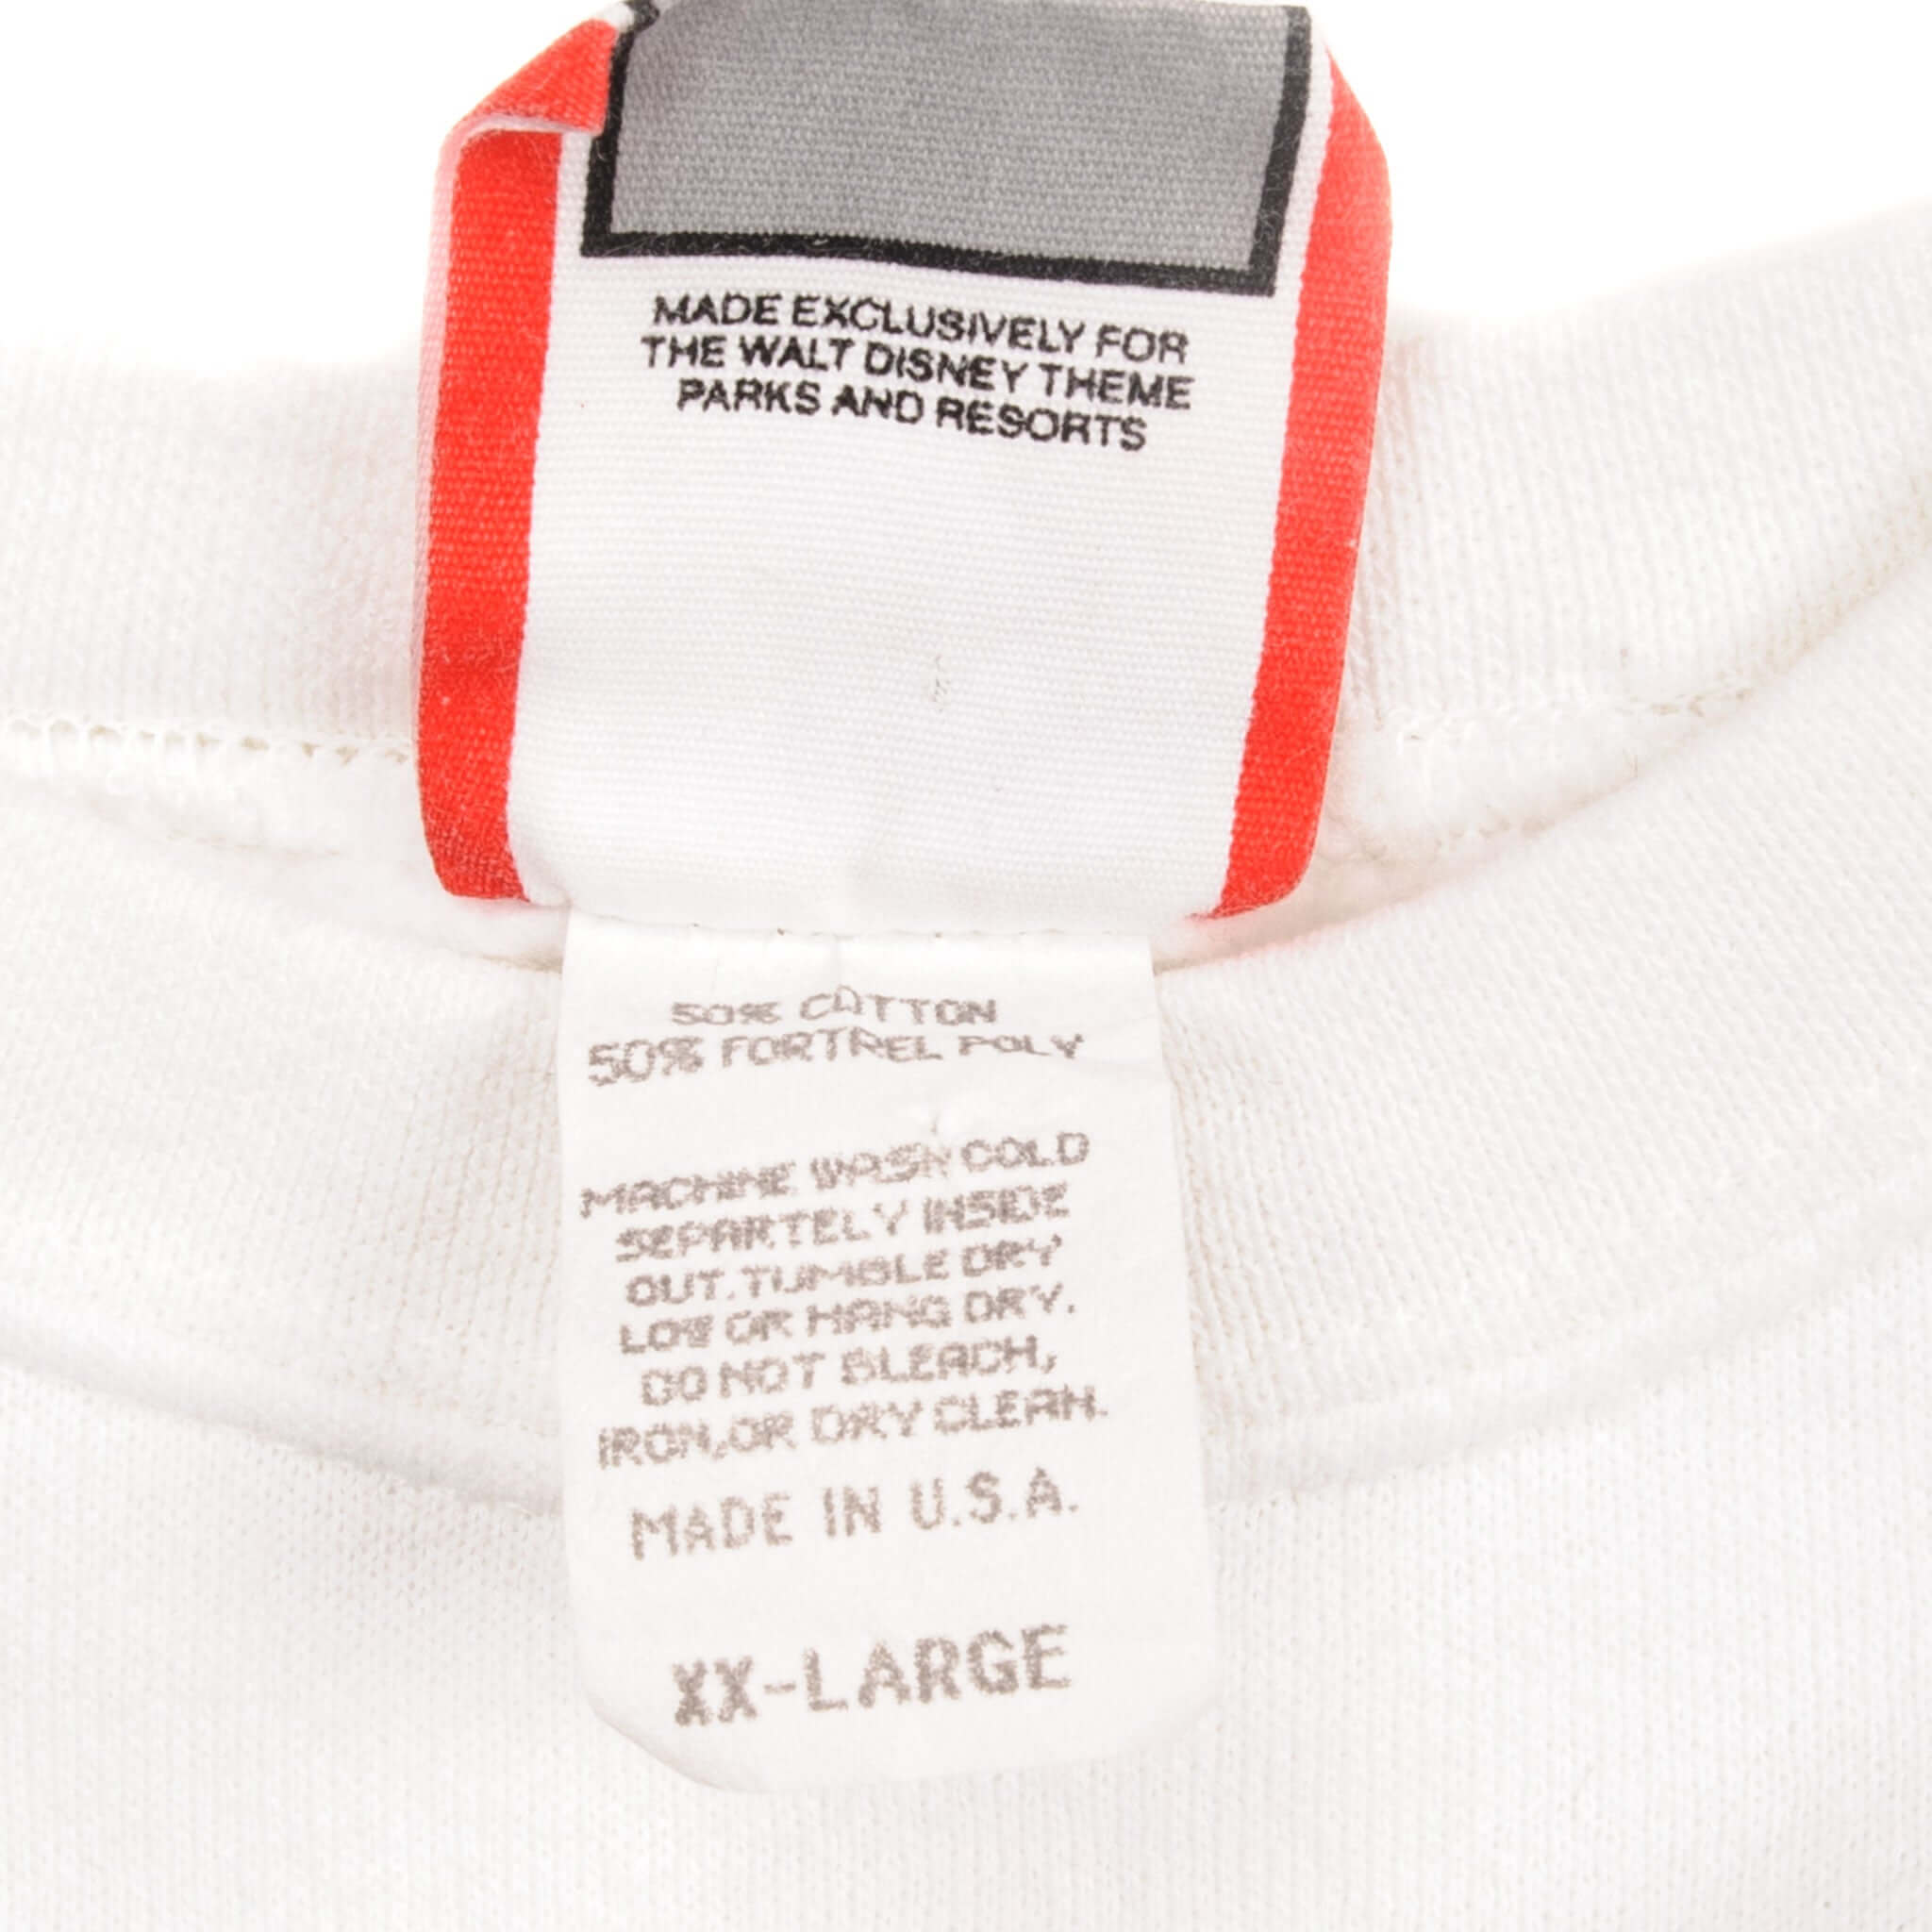 MADE EXCLUSIVELY FOR
THE WALT DISNEY THEME
PARKS AND RESORTS
50% COTTON
50% FORTREL POLY
MACHINE WASH COLD
SEPARTELY INSIDE
OUT. TUMBLE DRY
LOW OR HANG DRY.
DO NOT BLEACH,
IRON, OR DRY CLEAN.
MADE IN U.S.A.
XX-LARGE